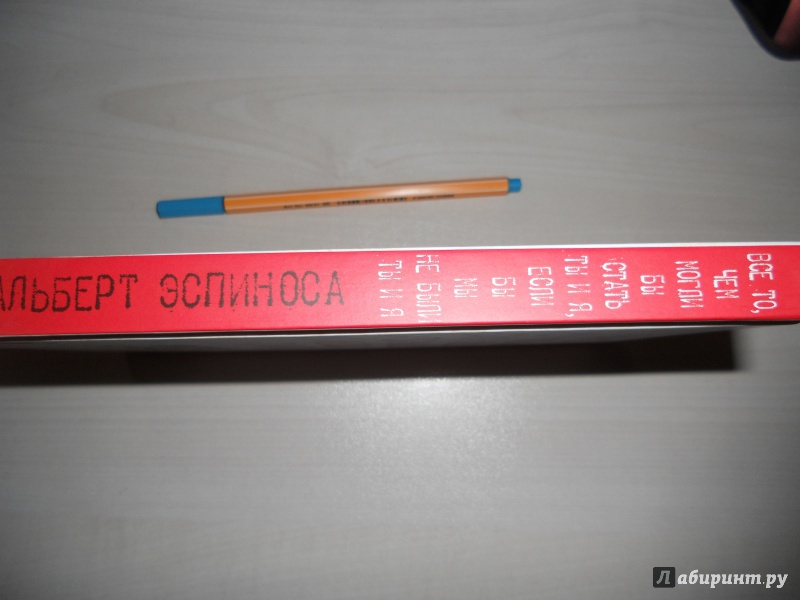 ВСЕ ТО,
ЧЕМ
МОГЛИ
БЫ
СТАТЬ
ТЫ И Я,
ЕСЛИ
БЫ
МЫ
НЕ БЫЛИ
ТЫ И Я
АЛЬБЕРТ ЭСПИНОСА
Лабиринт.ру